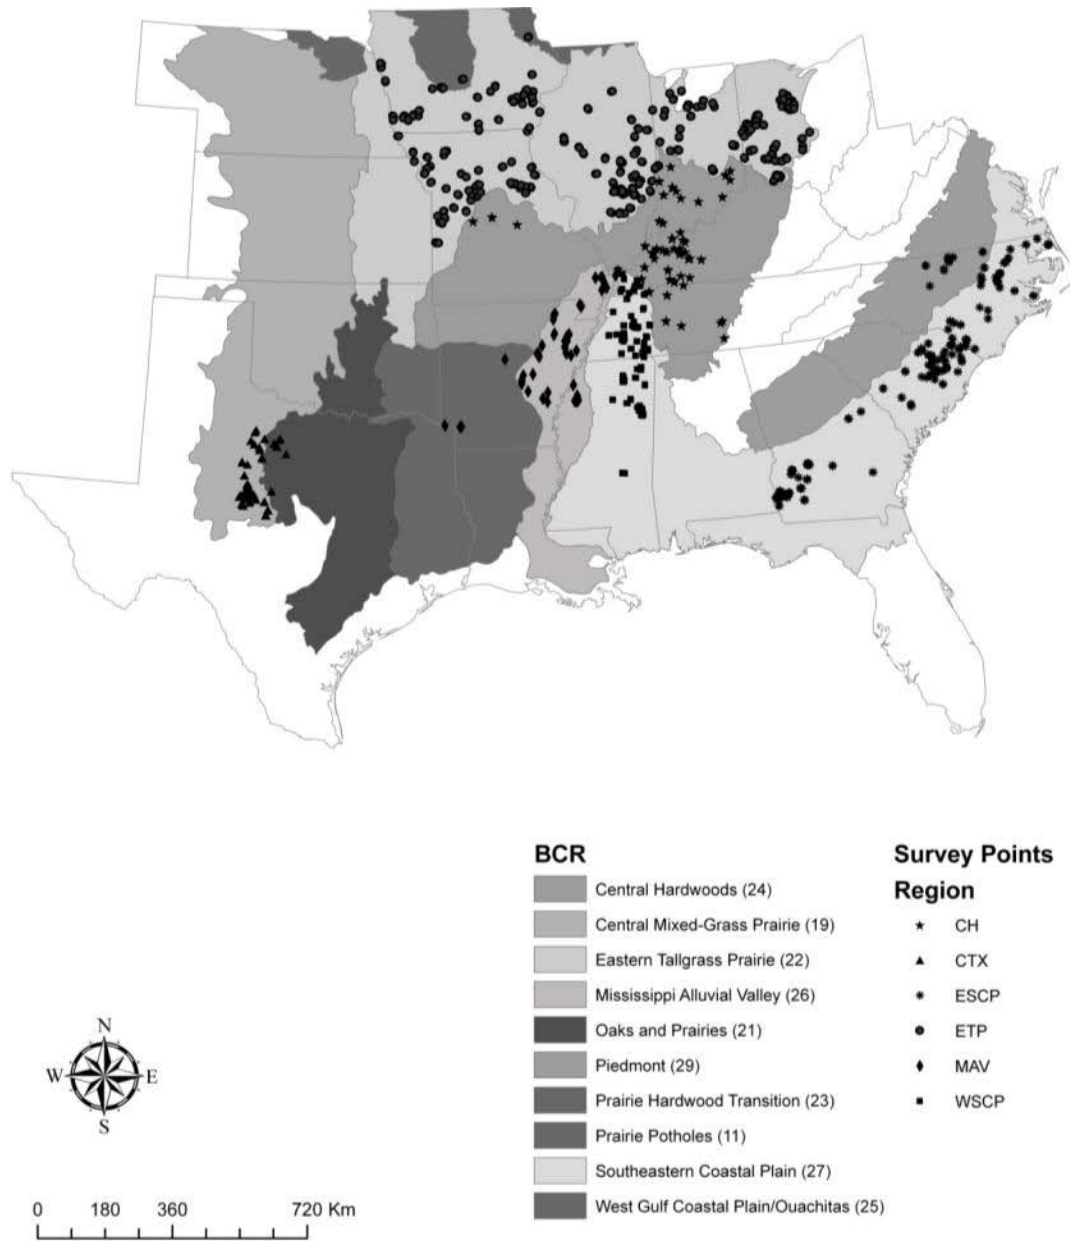 BCR
Central Hardwoods (24)
Central Mixed-Grass Prairie (19)
Eastern Tallgrass Prairie (22)
Mississippi Alluvial Valley (26)
Oaks and Prairies (21)
Piedmont (29)
Prairie Hardwood Transition (23)
Prairie Potholes (11)
Southeastern Coastal Plain (27)
West Gulf Coastal Plain/Ouachitas (25)
Survey Points
Region
CH
CTX
ESCP
ETP
MAV
WSCP
N
W E
S
0 180 360 720 Km